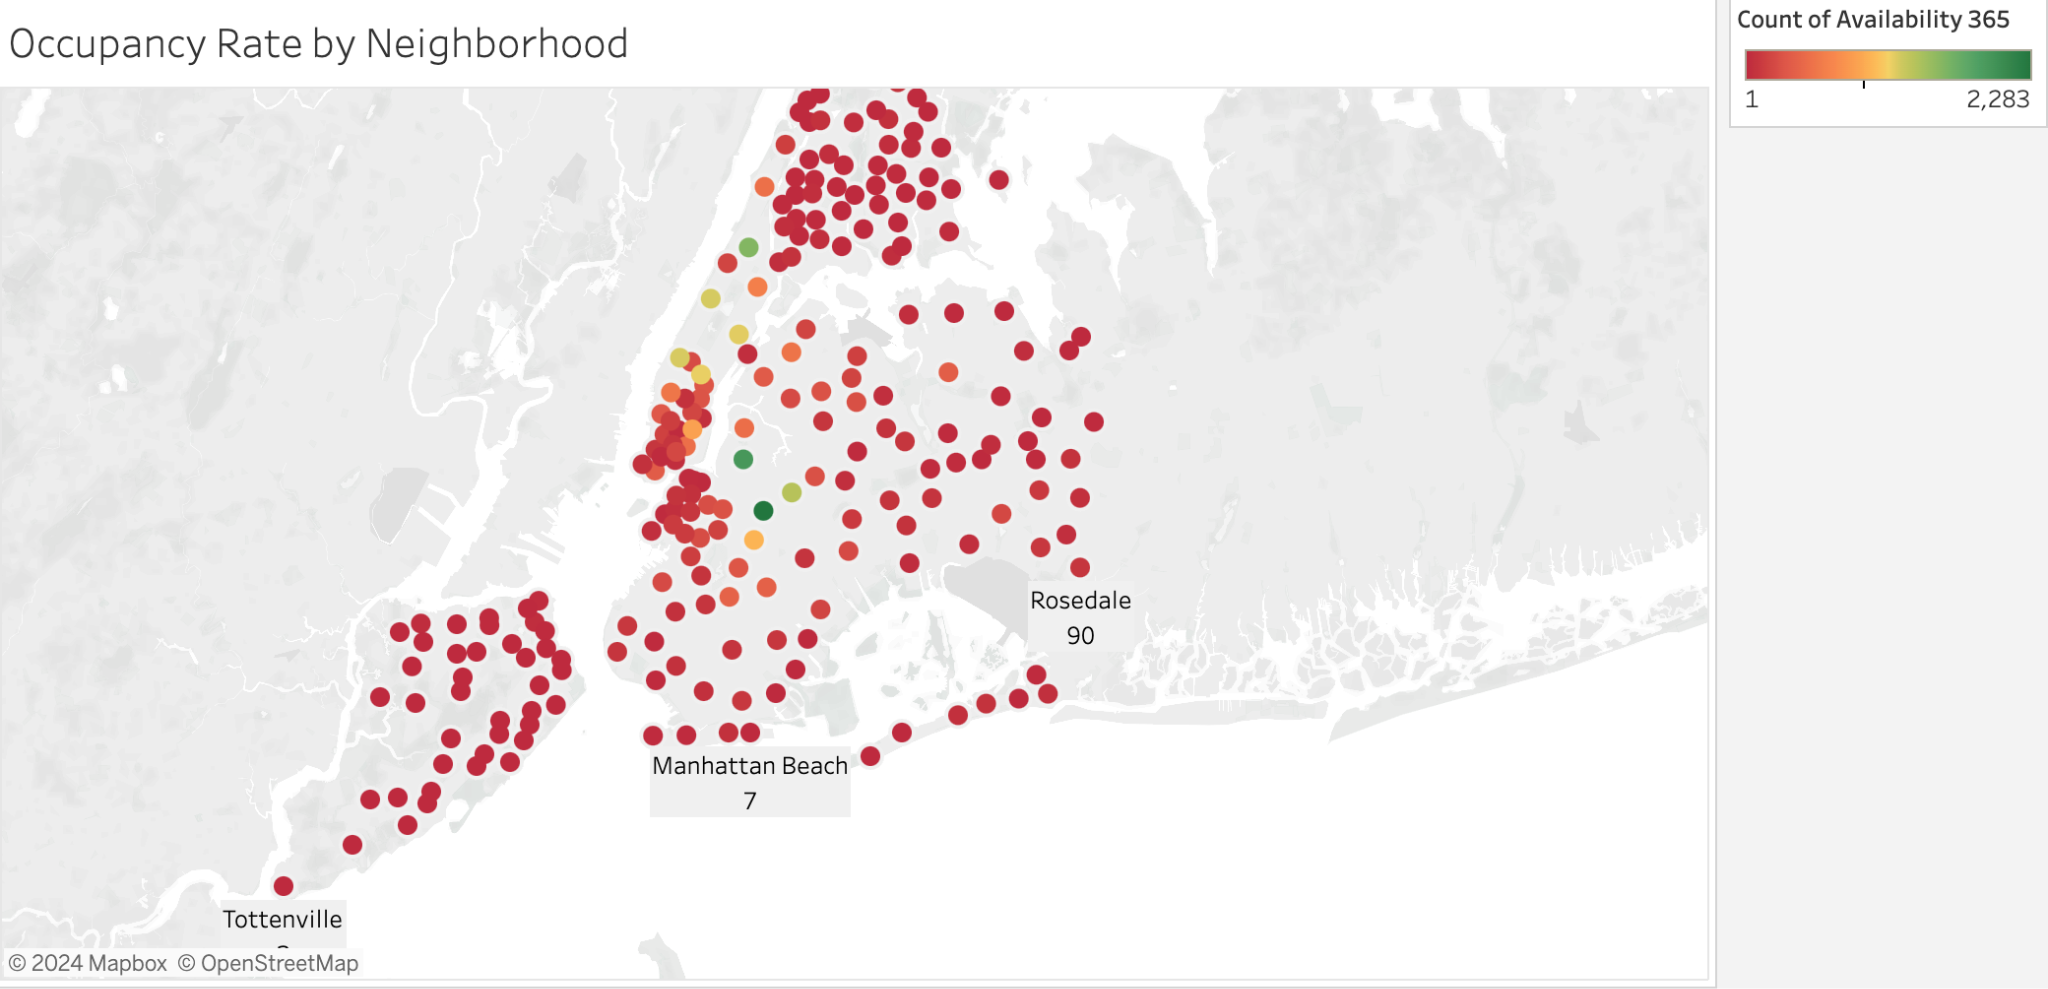 Occupancy Rate by Neighborhood
Count of Availability 365
1
2,283
Rosedale
90
Manhattan Beach
7
Tottenville
© 2024 Mapbox © OpenStreetMap